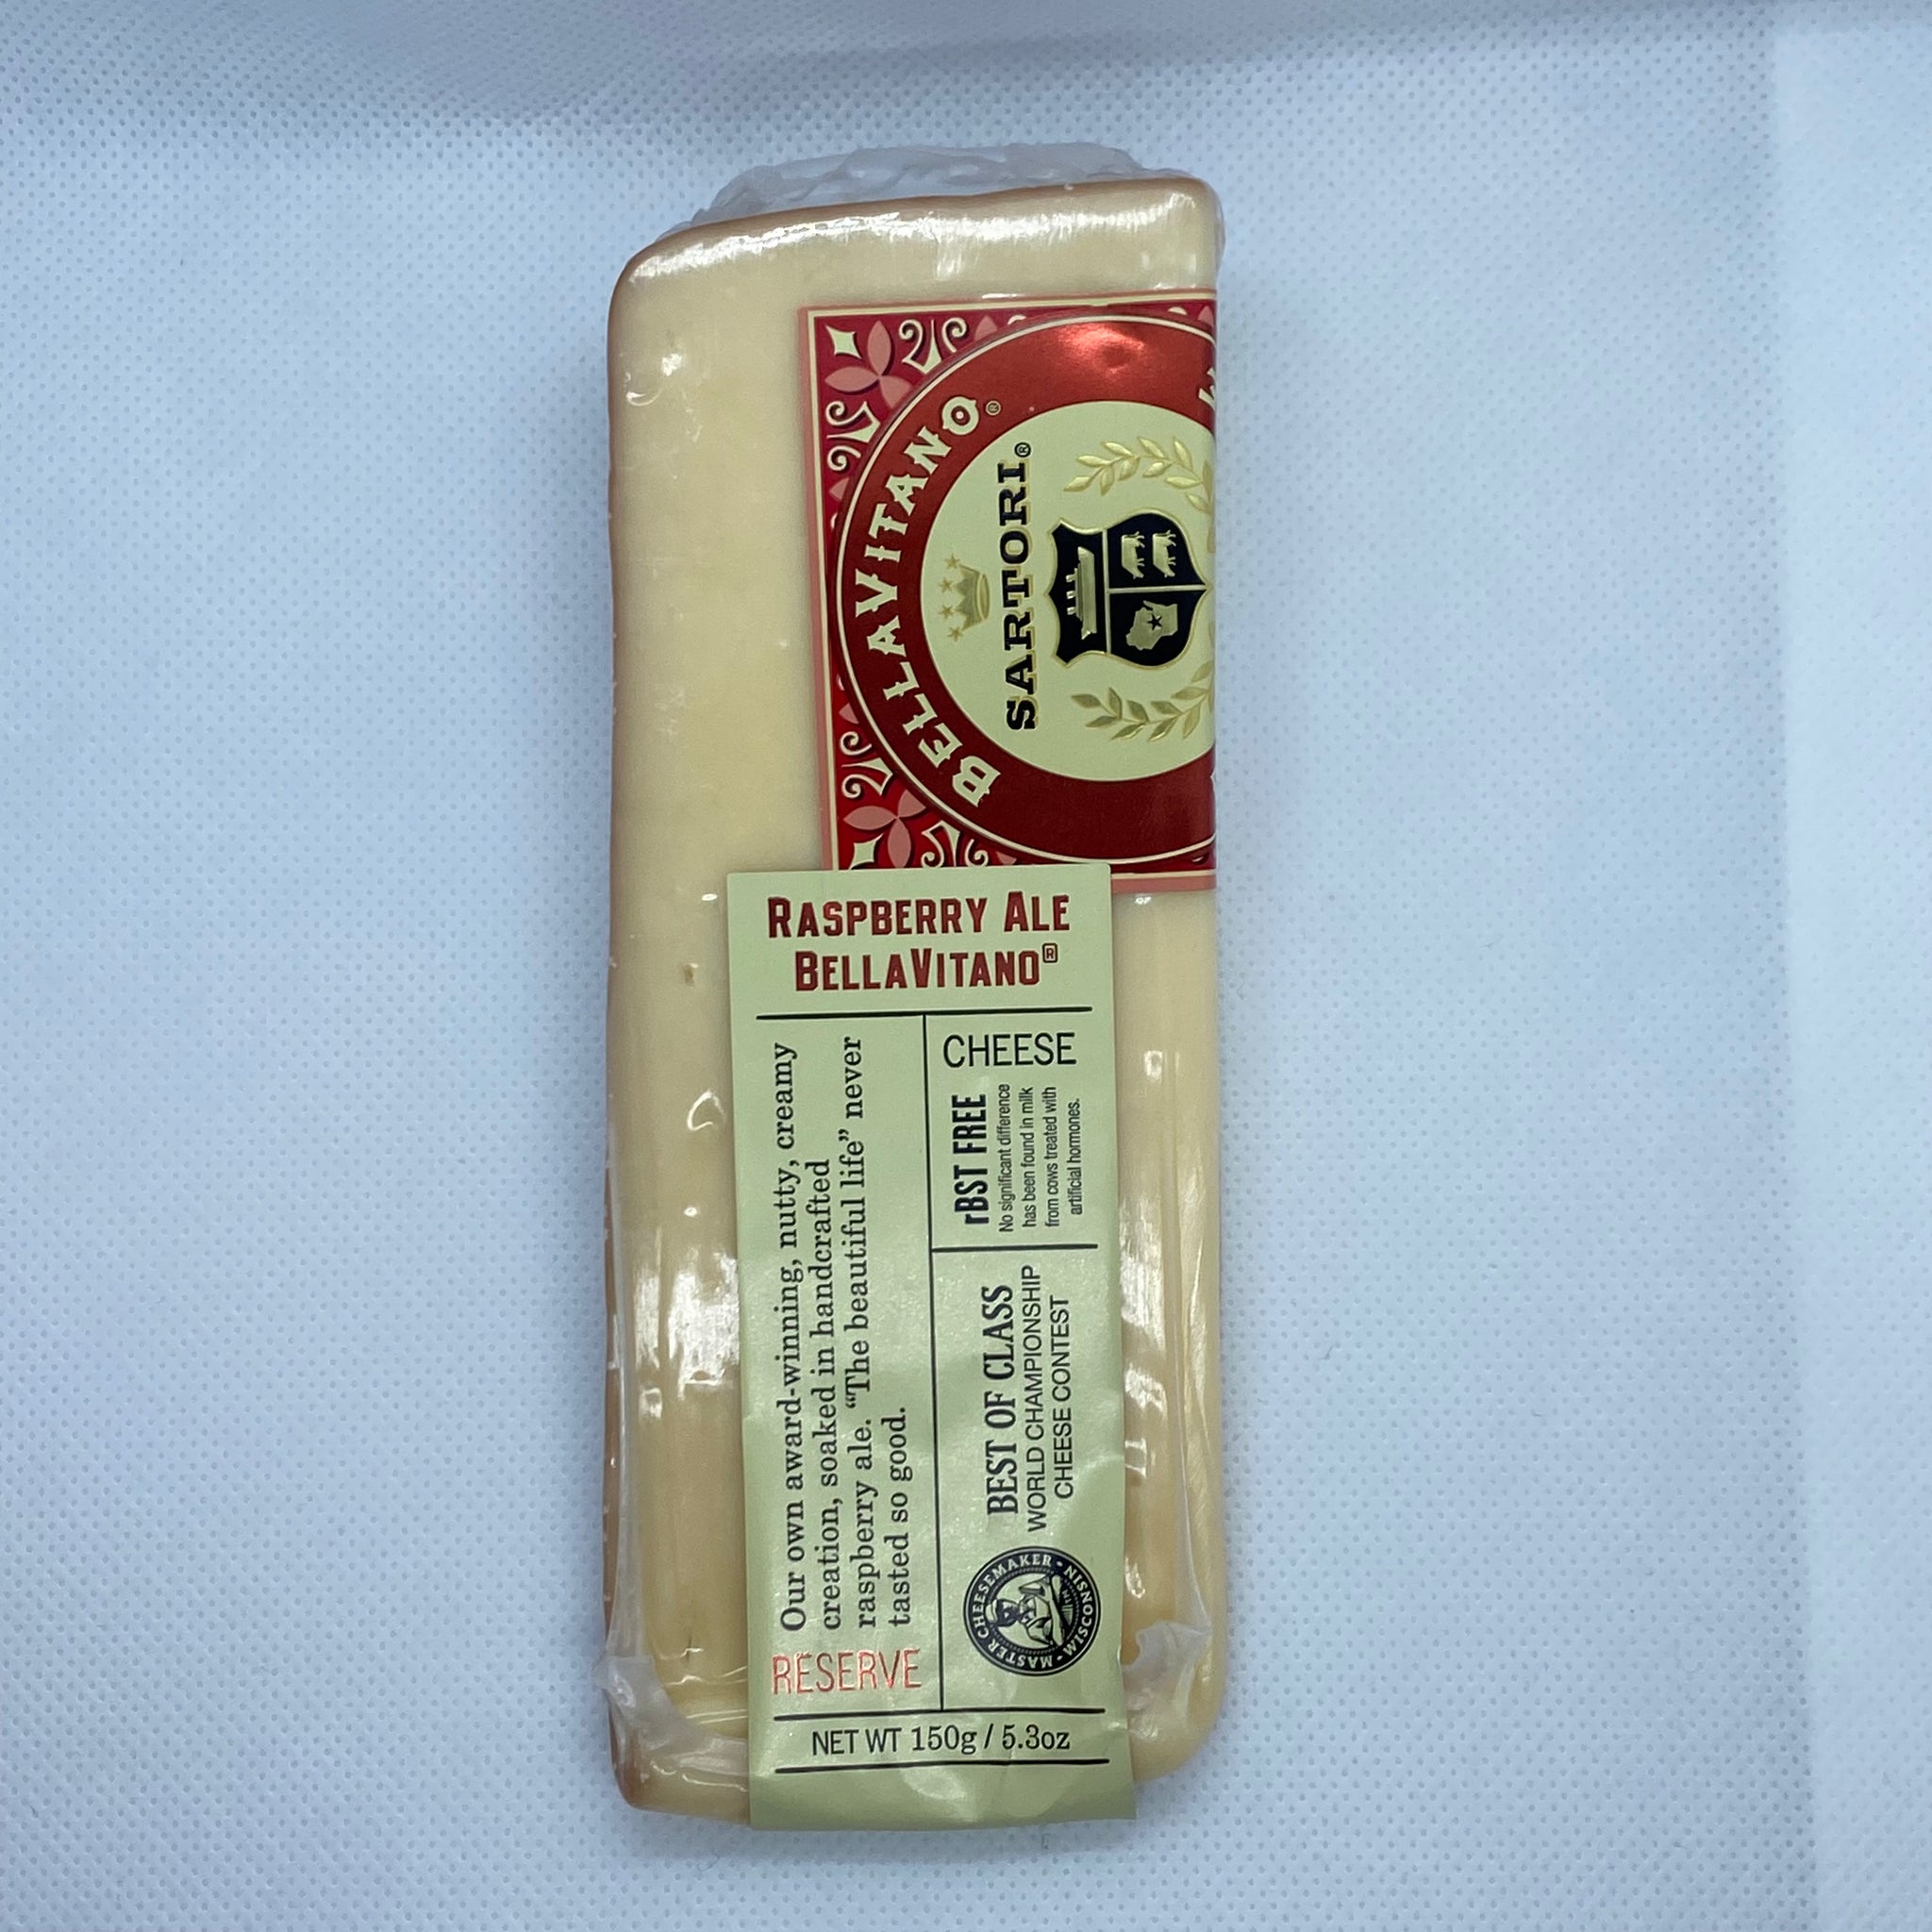 BELLAVITANO®
SARTORI®
RASPBERRY ALE
BELLAVITANO®
CHEESE
rBST FREE
No significant difference
has been found in milk
from cows treated with
artificial hormones.
Our own award-winning, nutty, creamy
creation, soaked in handcrafted
raspberry ale. “The beautiful life” never
tasted so good.
BEST OF CLASS
WORLD CHAMPIONSHIP
CHEESE CONTEST
MASTER CHEESEMAKER • WISCONSIN •
RESERVE
NET WT 150g / 5.3oz